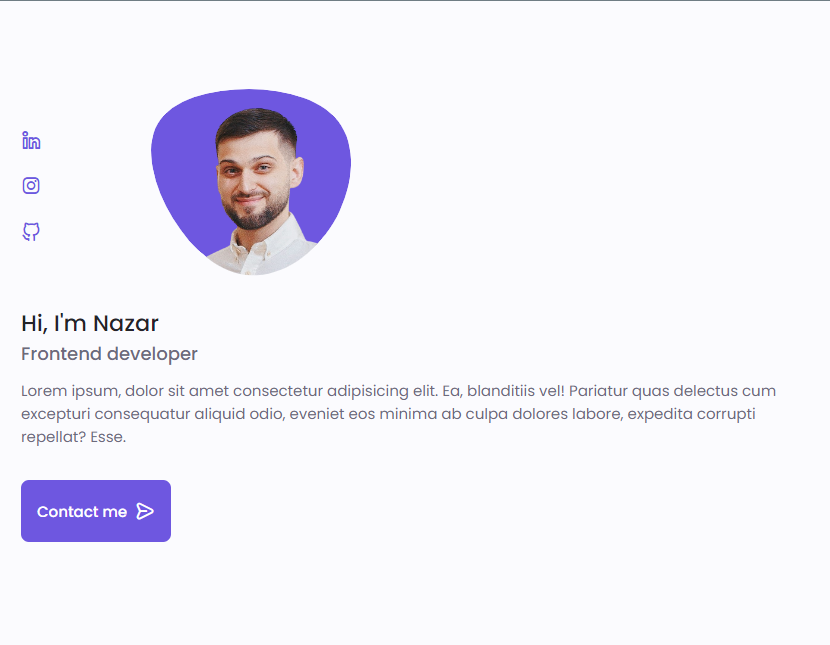 Hi, I'm Nazar
Frontend developer
Lorem ipsum, dolor sit amet consectetur adipisicing elit. Ea, blanditiis vel! Pariatur quas delectus cum
excepturi consequatur aliquid odio, eveniet eos minima ab culpa dolores labore, expedita corrupti
repellat? Esse.
Contact me